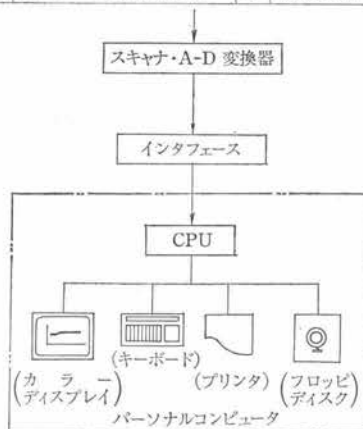 スキャナ・A-D 変換器
インタフェース
CPU
(カラーディスプレイ)
(キーボード)
(プリンタ)
(フロッピディスク)
パーソナルコンピュータ